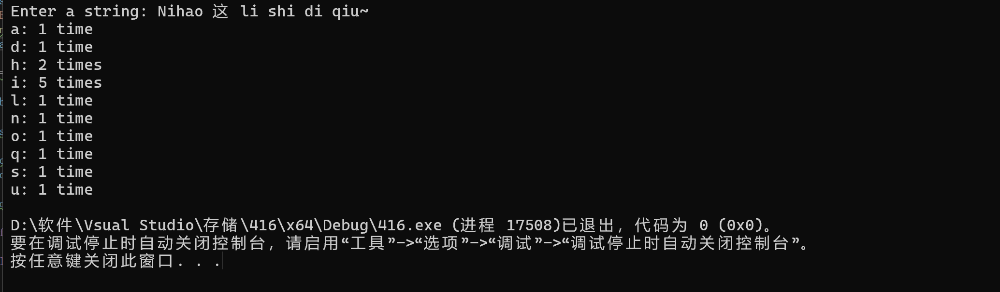 Enter a string: Nihao 这 li shi di qiu~
a: 1 time
d: 1 time
h: 2 times
i: 5 times
l: 1 time
n: 1 time
o: 1 time
q: 1 time
s: 1 time
u: 1 time
D:\软件\Vsual Studio\存储\416\x64\Debug\416.exe (进程 17508)已退出，代码为 0 (0x0)。
要在调试停止时自动关闭控制台，请启用“工具”->“选项”->“调试”->“调试停止时自动关闭控制台”。
按任意键关闭此窗口. . .